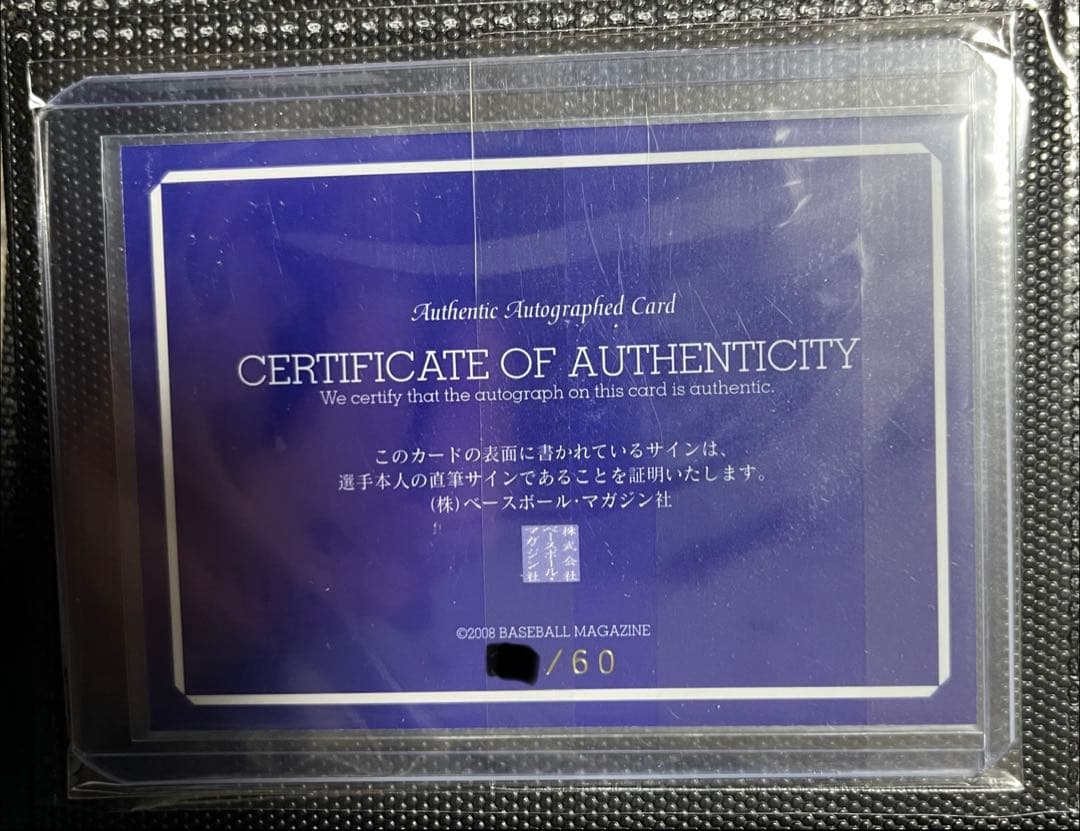 Authentic Autographed Card
CERTIFICATE OF AUTHENTICITY
We certify that the autograph on this card is authentic.
このカードの表面に書かれているサインは、
選手本人の直筆サインであることを証明いたします。
(株)ベースボール・マガジン社
株式会社
ベースボール・
マガジン社
©2008 BASEBALL MAGAZINE
/60